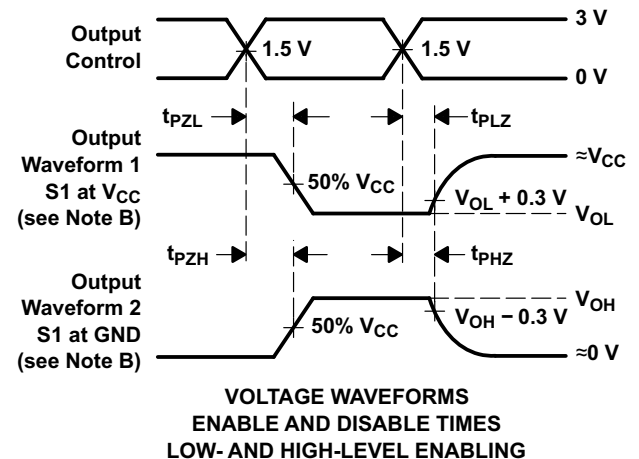 Output
Control
1.5 V
1.5 V
3 V
0 V
tPZL
tPLZ
Output
Waveform 1
S1 at VCC
(see Note B)
50% VCC
VOL + 0.3 V
≈VCC
VOL
tPZH
tPHZ
Output
Waveform 2
S1 at GND
(see Note B)
50% VCC
VOH − 0.3 V
VOH
≈0 V
VOLTAGE WAVEFORMS
ENABLE AND DISABLE TIMES
LOW- AND HIGH-LEVEL ENABLING